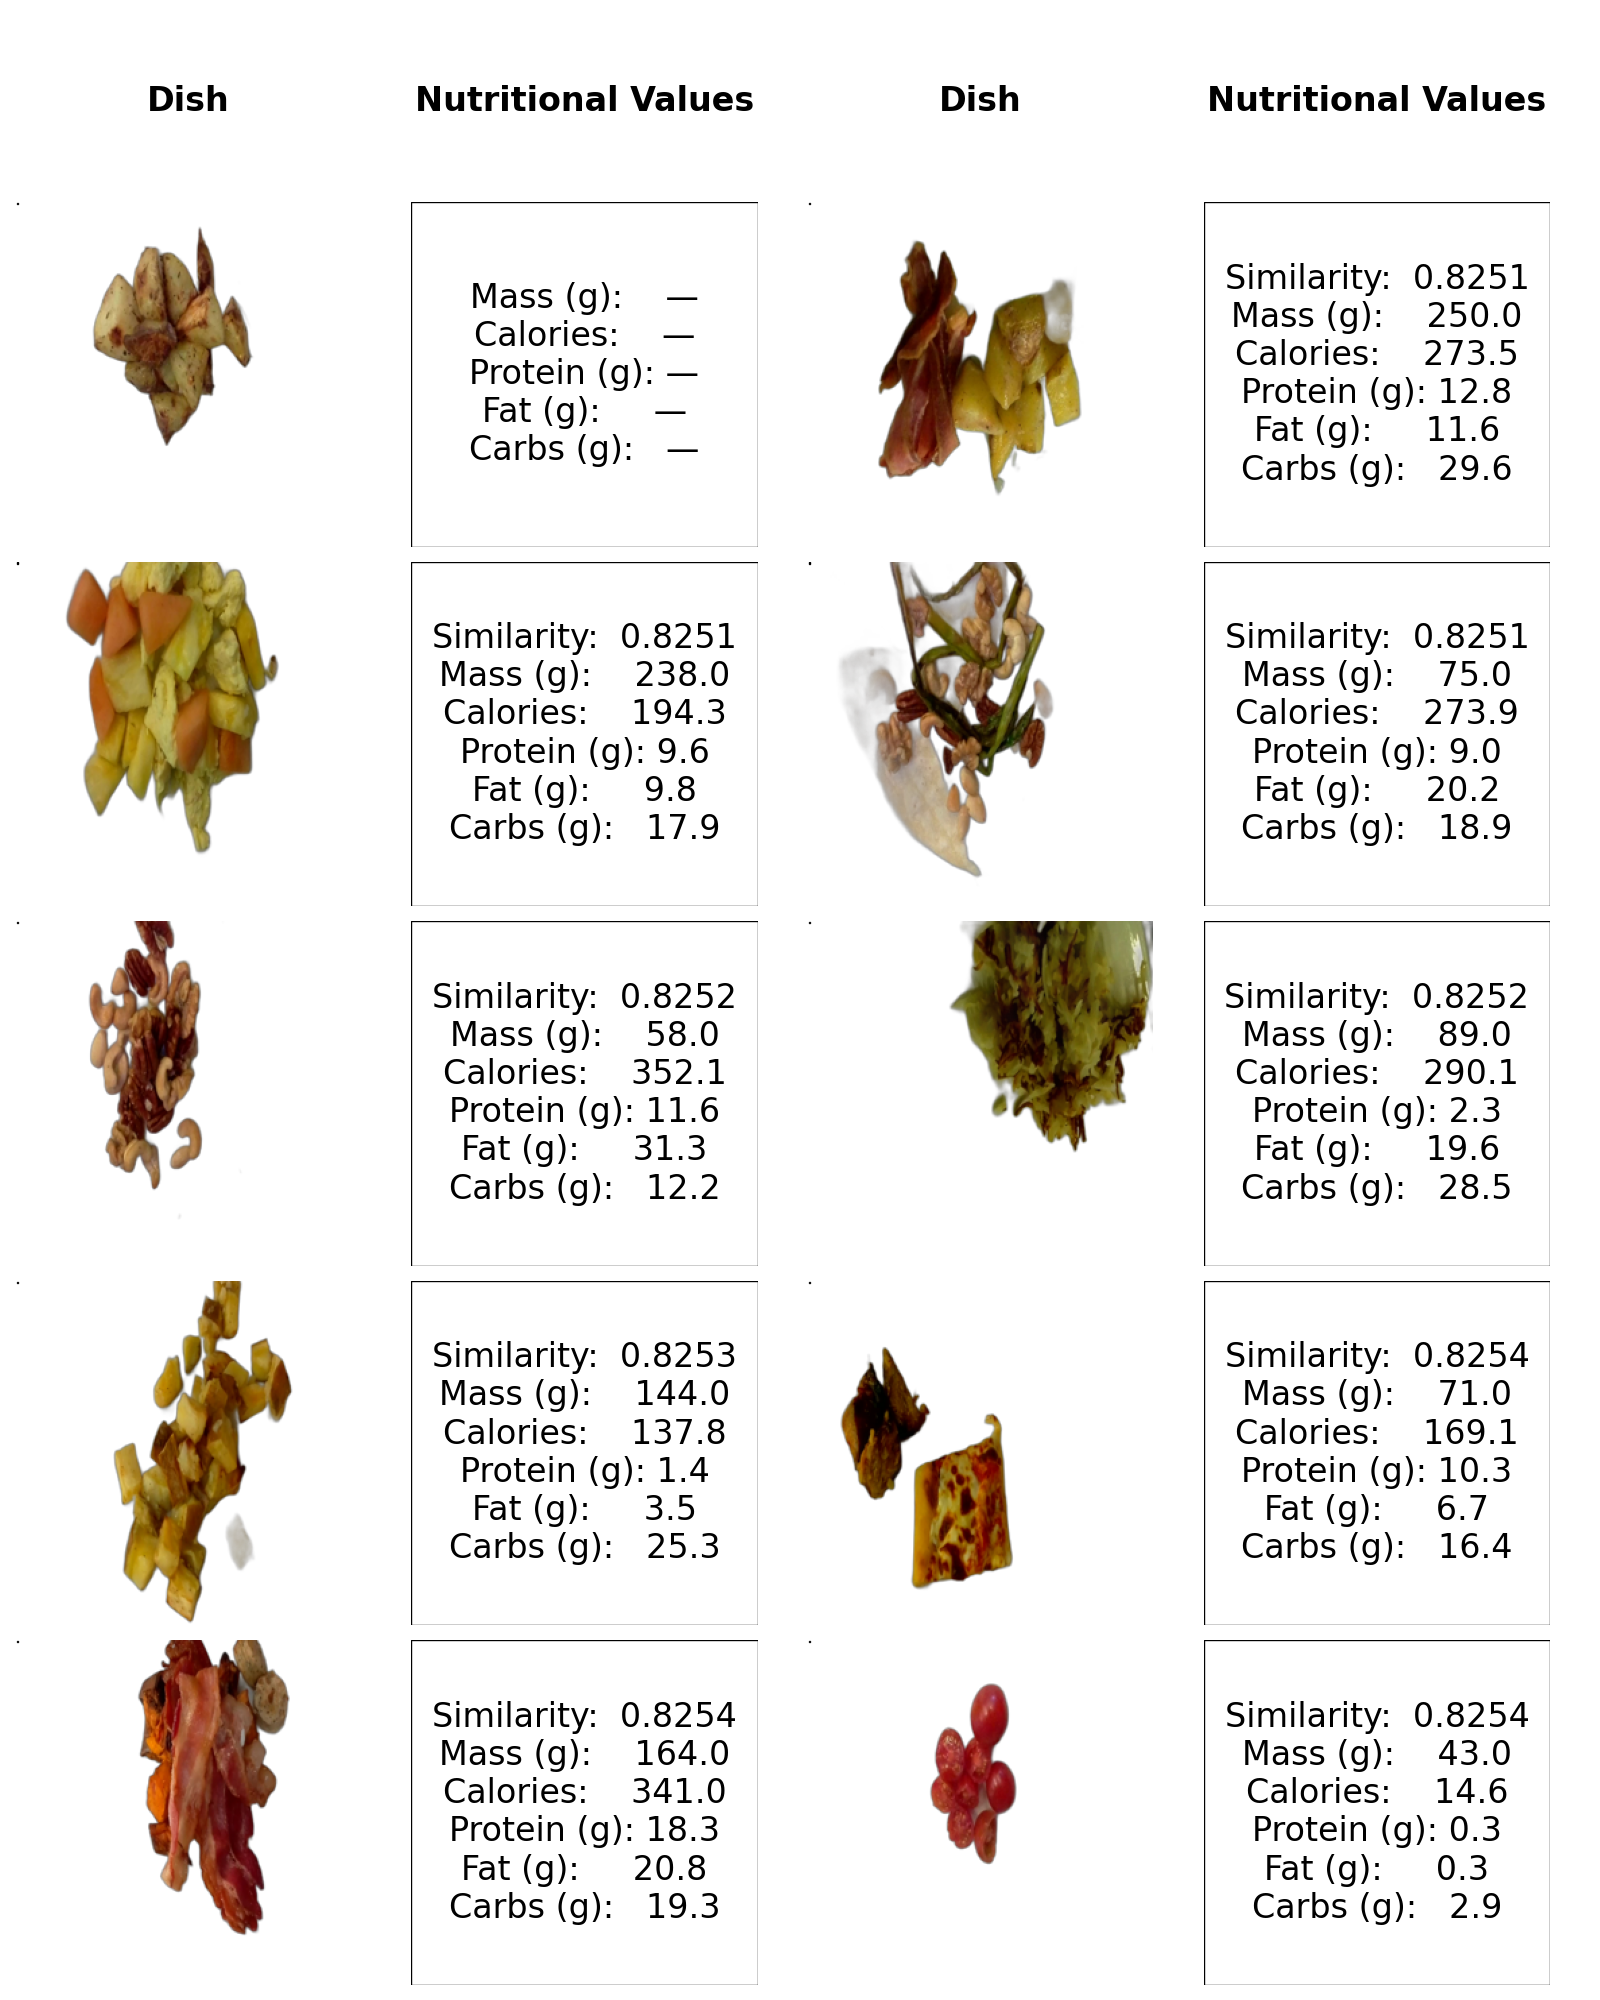 Dish
Nutritional Values
Dish
Nutritional Values
Mass (g): —
Calories: —
Protein (g): —
Fat (g): —
Carbs (g): —
Similarity: 0.8251
Mass (g): 250.0
Calories: 273.5
Protein (g): 12.8
Fat (g): 11.6
Carbs (g): 29.6
Similarity: 0.8251
Mass (g): 238.0
Calories: 194.3
Protein (g): 9.6
Fat (g): 9.8
Carbs (g): 17.9
Similarity: 0.8251
Mass (g): 75.0
Calories: 273.9
Protein (g): 9.0
Fat (g): 20.2
Carbs (g): 18.9
Similarity: 0.8252
Mass (g): 58.0
Calories: 352.1
Protein (g): 11.6
Fat (g): 31.3
Carbs (g): 12.2
Similarity: 0.8252
Mass (g): 89.0
Calories: 290.1
Protein (g): 2.3
Fat (g): 19.6
Carbs (g): 28.5
Similarity: 0.8253
Mass (g): 144.0
Calories: 137.8
Protein (g): 1.4
Fat (g): 3.5
Carbs (g): 25.3
Similarity: 0.8254
Mass (g): 71.0
Calories: 169.1
Protein (g): 10.3
Fat (g): 6.7
Carbs (g): 16.4
Similarity: 0.8254
Mass (g): 164.0
Calories: 341.0
Protein (g): 18.3
Fat (g): 20.8
Carbs (g): 19.3
Similarity: 0.8254
Mass (g): 43.0
Calories: 14.6
Protein (g): 0.3
Fat (g): 0.3
Carbs (g): 2.9